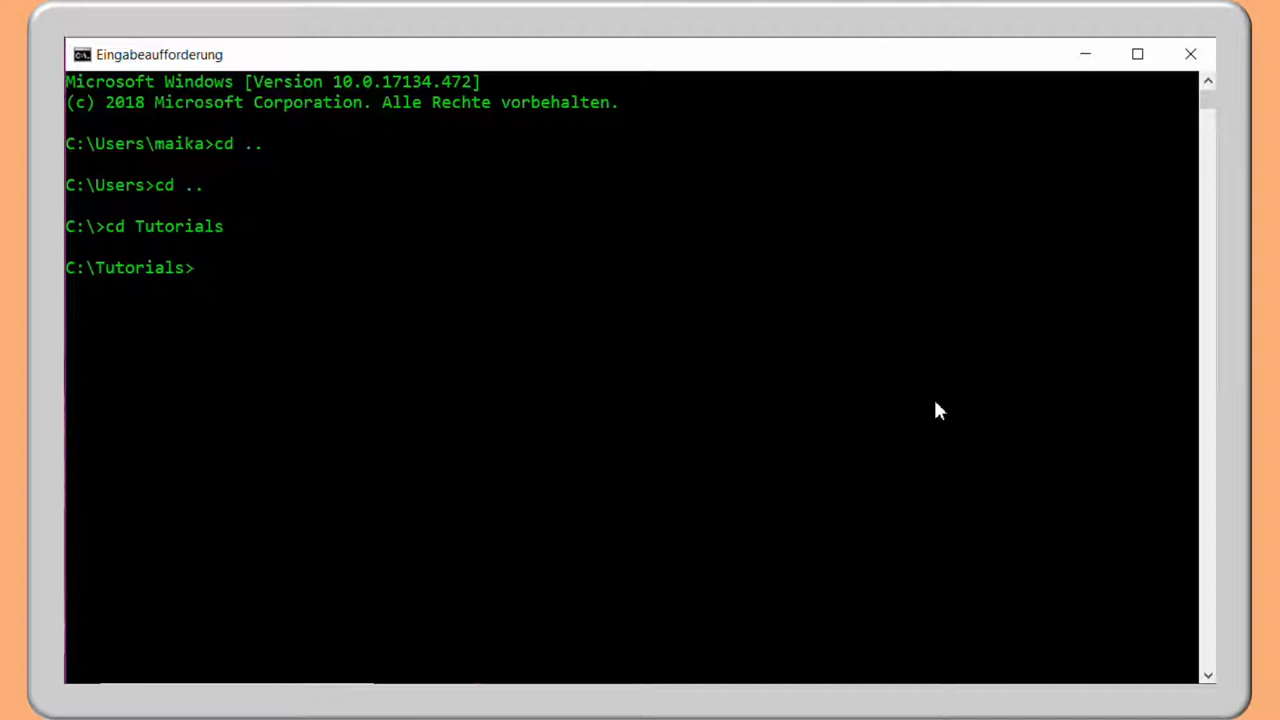 Eingabeaufforderung
Microsoft Windows [Version 10.0.17134.472]
(c) 2018 Microsoft Corporation. Alle Rechte vorbehalten.
C:\Users\maika>cd ..
C:\Users>cd ..
C:\>cd Tutorials
C:\Tutorials>